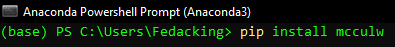 Anaconda Powershell Prompt (Anaconda3)
(base) PS C:\Users\Fedacking> pip install mcculw